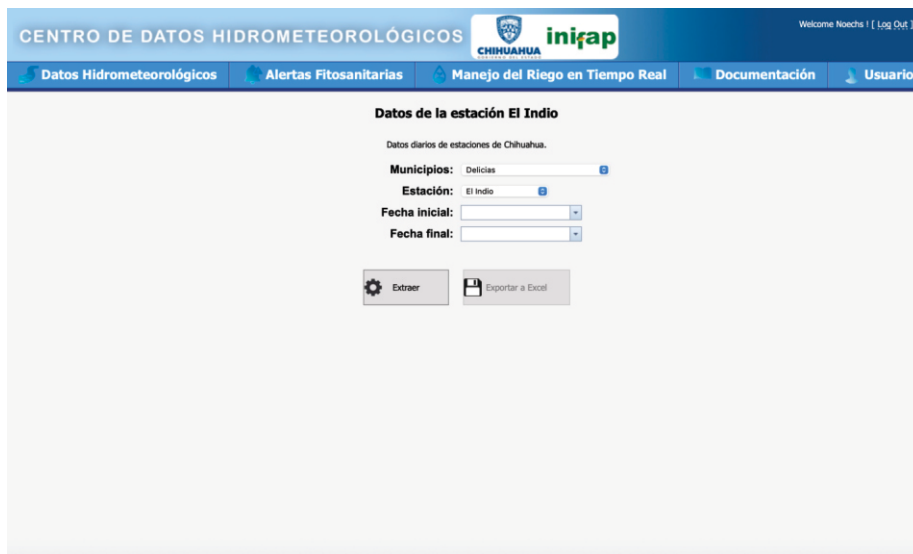 CENTRO DE DATOS HIDROMETEOROLÓGICOS
CHIHUAHUA
inifap
Welcome Noechs ! [ Log Out ]
Datos Hidrometeorológicos
Alertas Fitosanitarias
Manejo del Riego en Tiempo Real
Documentación
Usuario
Datos de la estación El Indio
Datos diarios de estaciones de Chihuahua.
Municipios: Delicias
Estación: El Indio
Fecha inicial:
Fecha final:
Extraer
Exportar a Excel